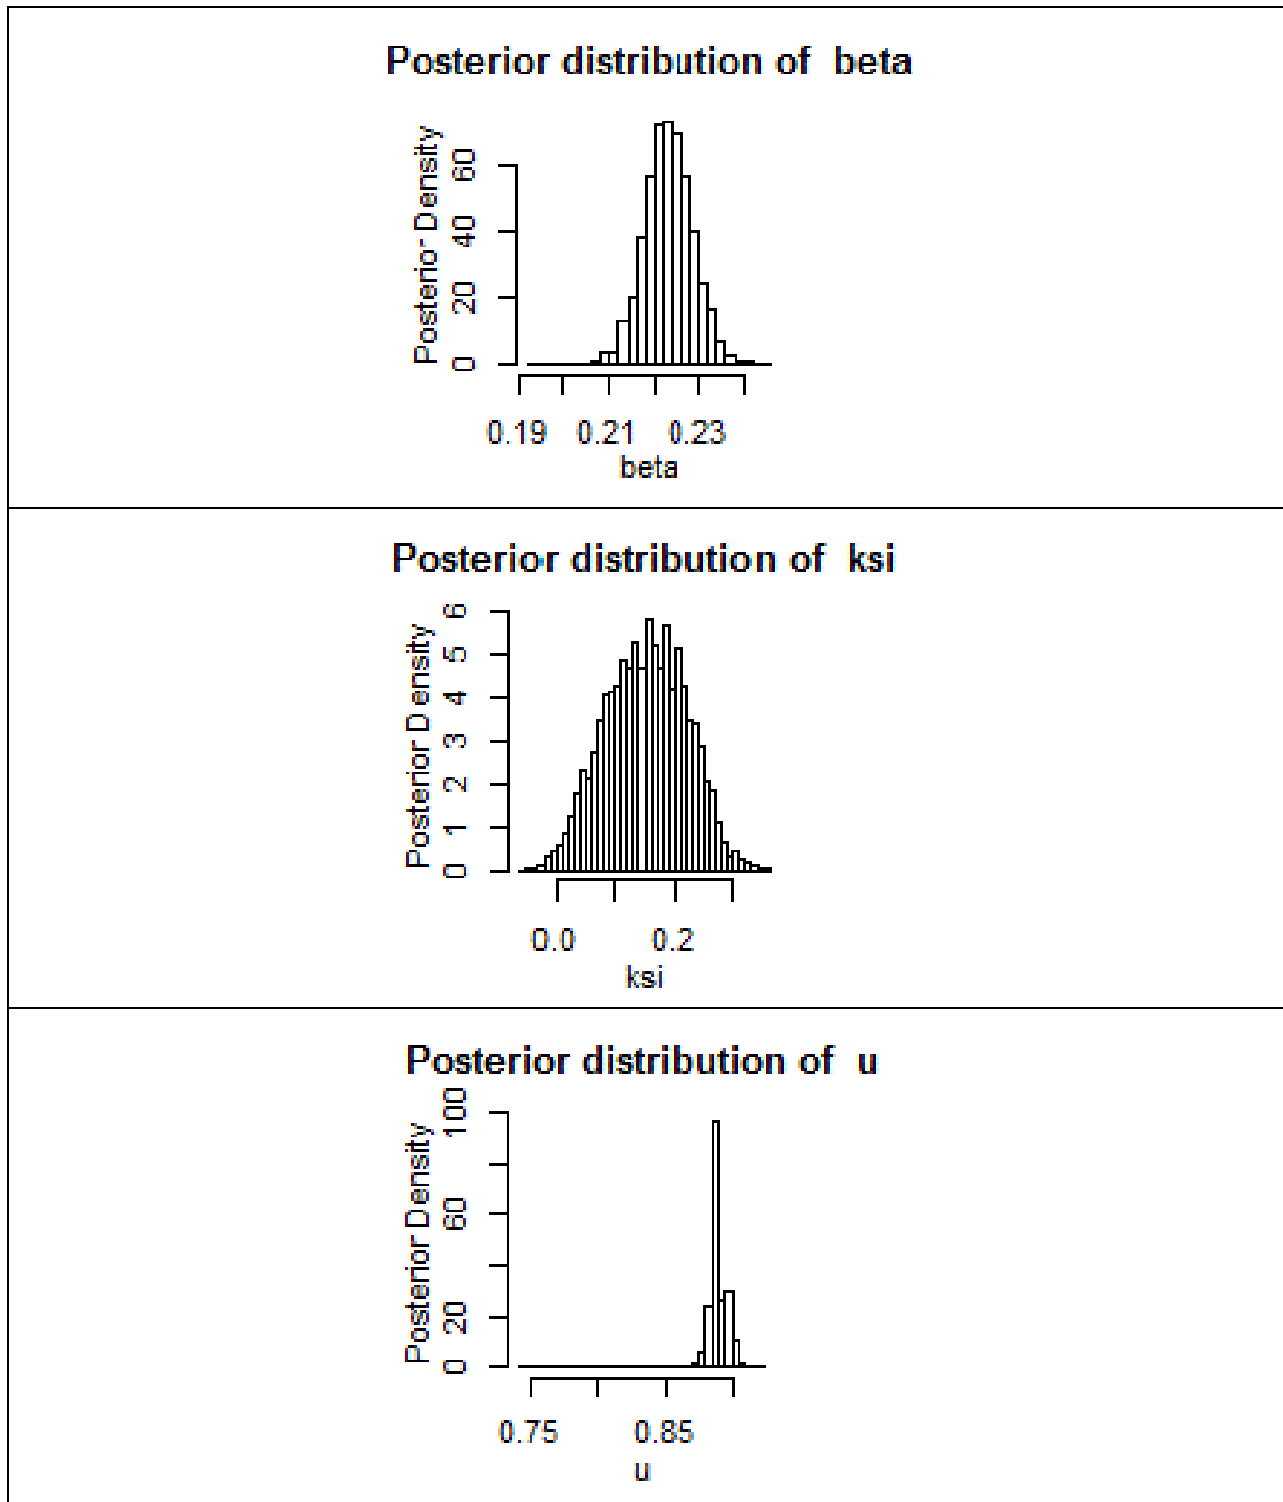 Posterior distribution of beta
Posterior Density
0 20 40 60
0.19 0.21 0.23
beta
Posterior distribution of ksi
Posterior Density
0 1 2 3 4 5 6
0.0 0.2
ksi
Posterior distribution of u
Posterior Density
0 20 60 100
0.75 0.85
u